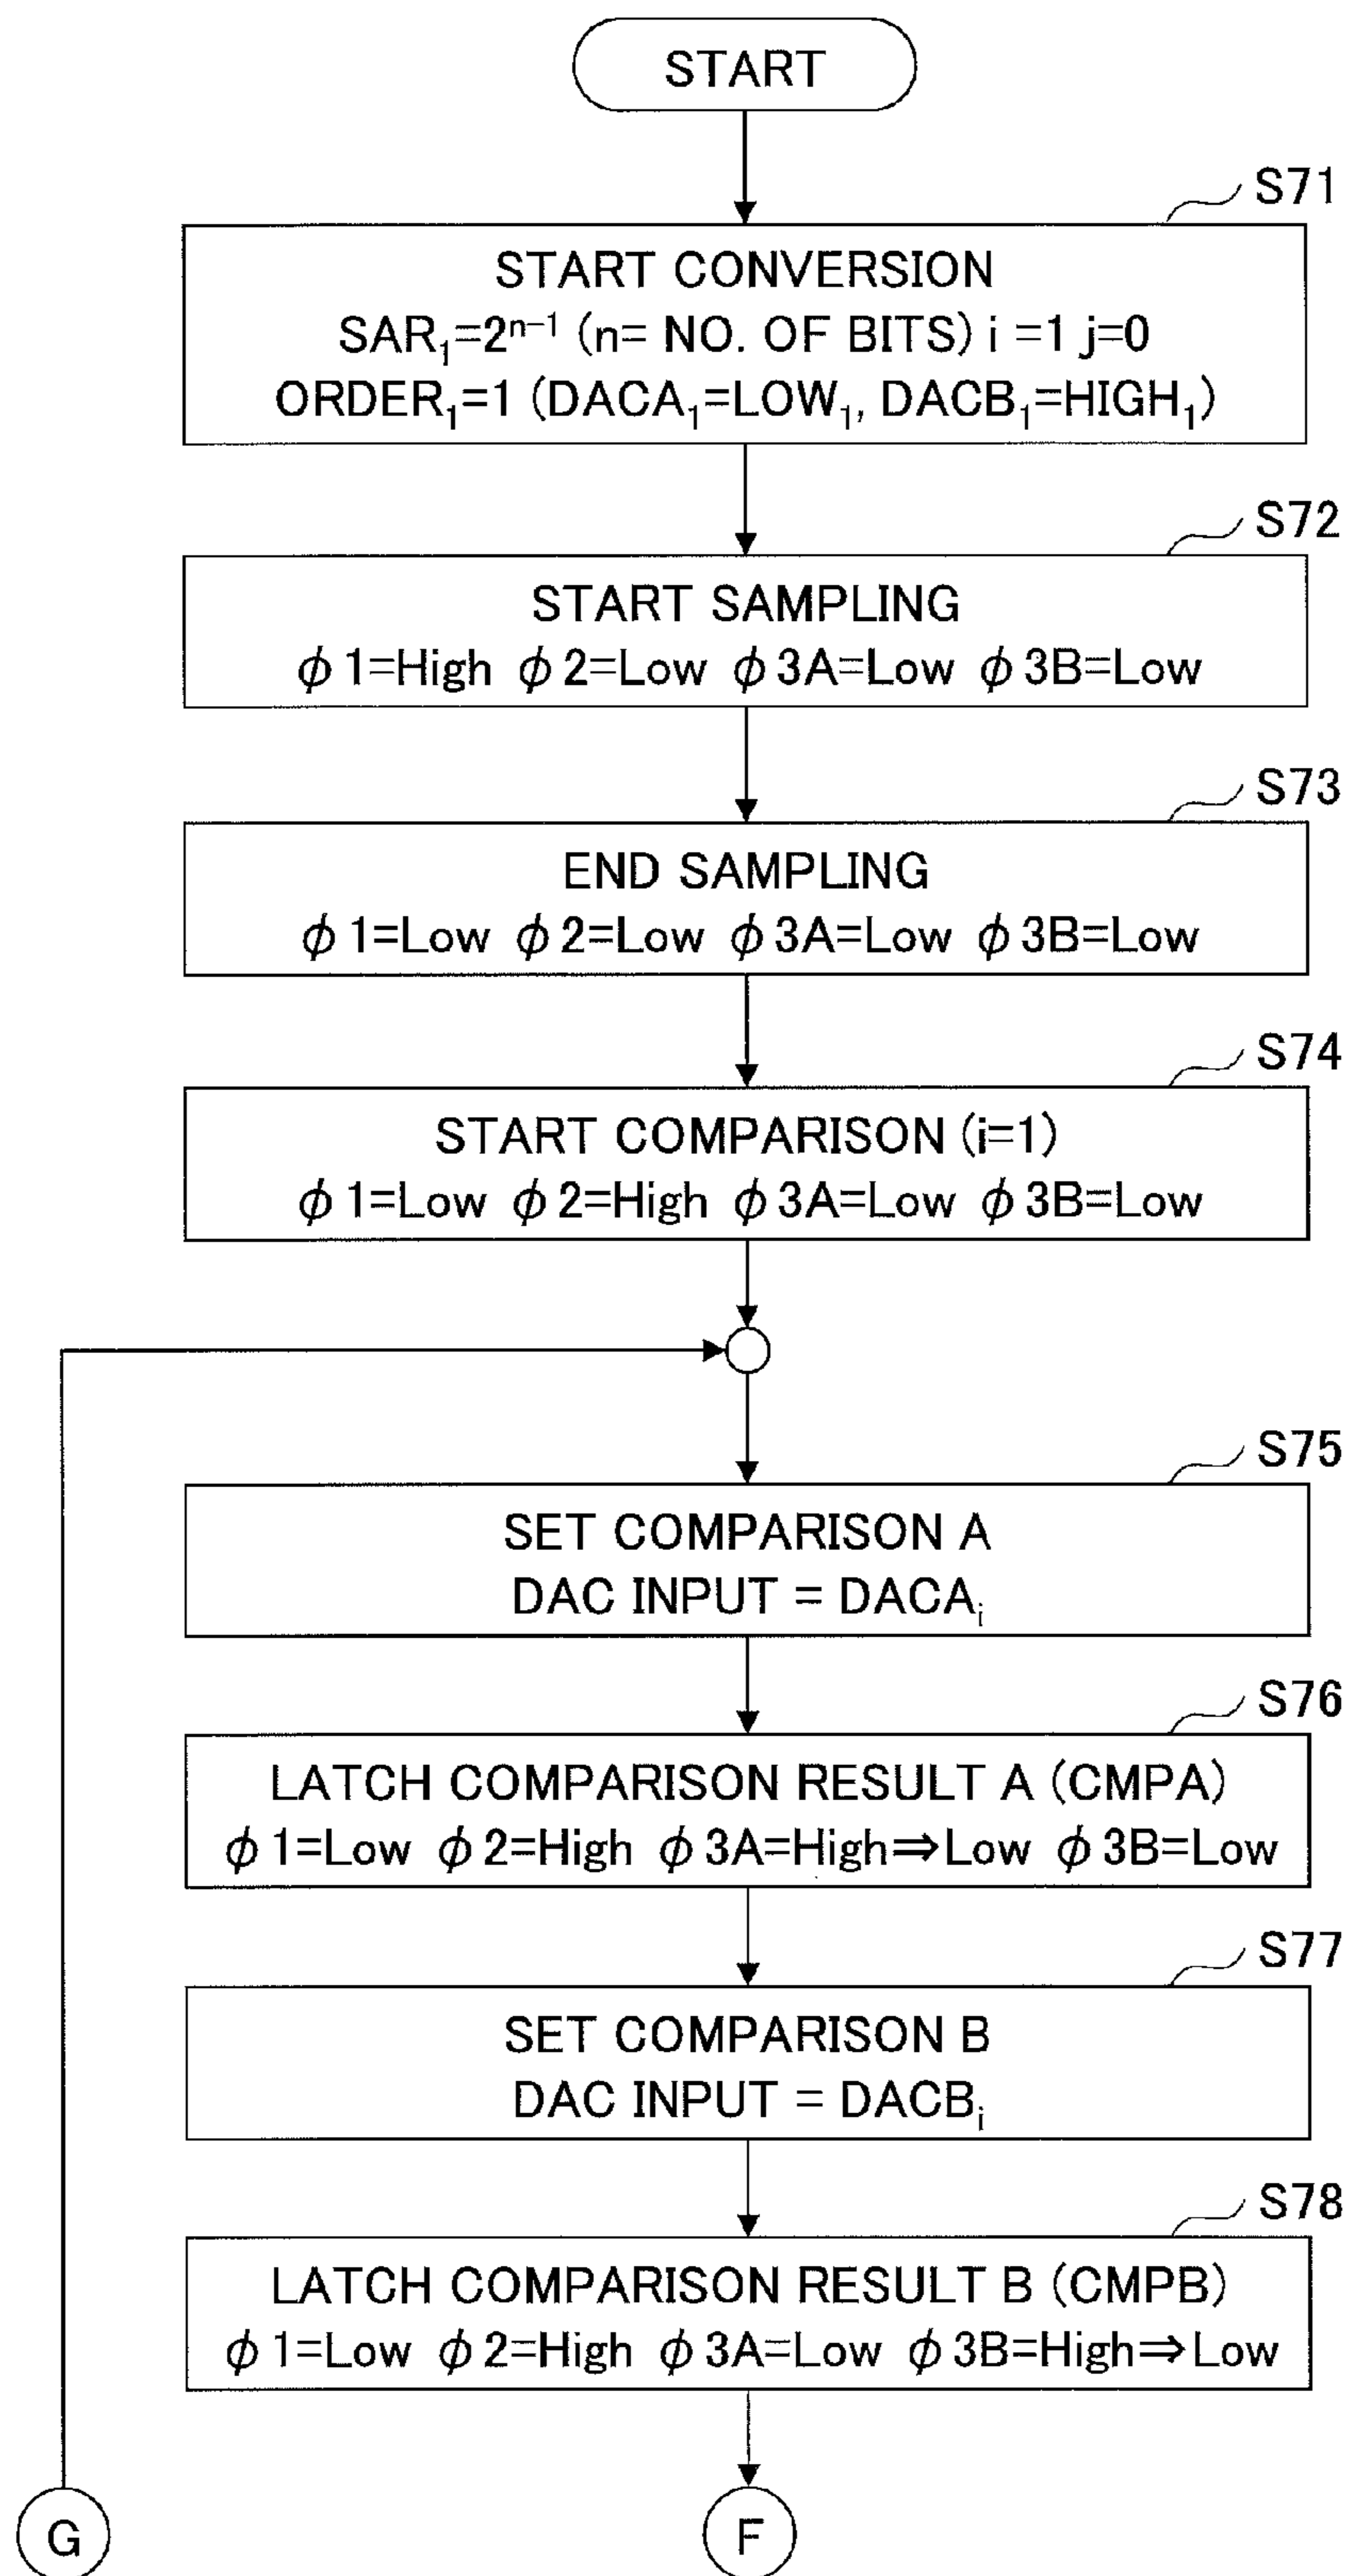 START
S71
START CONVERSION
SAR₁=2ⁿ⁻¹ (n= NO. OF BITS) i =1 j=0
ORDER₁=1 (DACA₁=LOW₁, DACB₁=HIGH₁)
S72
START SAMPLING
ϕ1=High ϕ2=Low ϕ3A=Low ϕ3B=Low
S73
END SAMPLING
ϕ1=Low ϕ2=Low ϕ3A=Low ϕ3B=Low
S74
START COMPARISON (i=1)
ϕ1=Low ϕ2=High ϕ3A=Low ϕ3B=Low
S75
SET COMPARISON A
DAC INPUT = DACAᵢ
S76
LATCH COMPARISON RESULT A (CMPA)
ϕ1=Low ϕ2=High ϕ3A=High⇒Low ϕ3B=Low
S77
SET COMPARISON B
DAC INPUT = DACBᵢ
S78
LATCH COMPARISON RESULT B (CMPB)
ϕ1=Low ϕ2=High ϕ3A=Low ϕ3B=High⇒Low
G
F